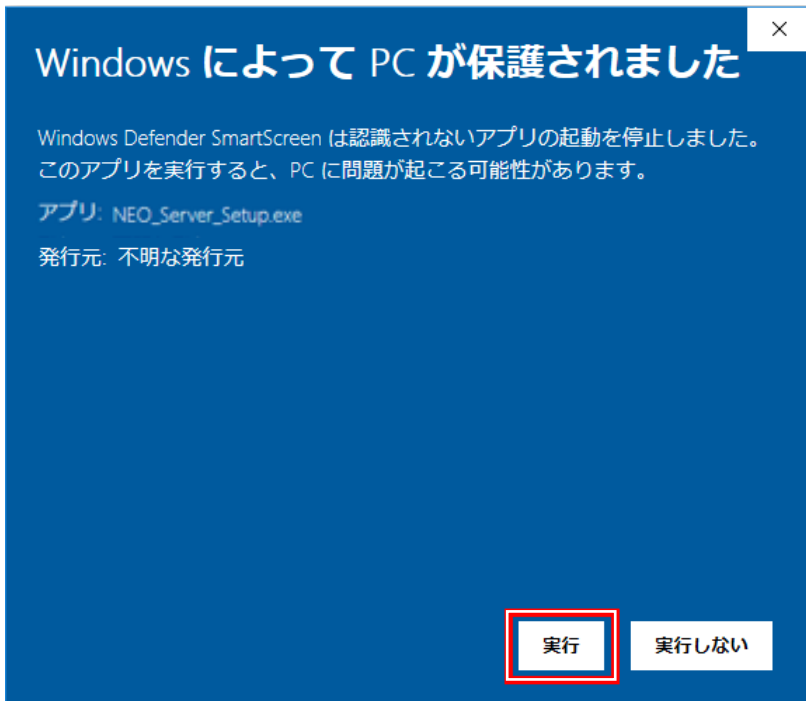 Windows によって PC が保護されました
Windows Defender SmartScreen は認識されないアプリの起動を停止しました。
このアプリを実行すると、PC に問題が起こる可能性があります。
アプリ: NEO_Server_Setup.exe
発行元: 不明な発行元
実行 実行しない